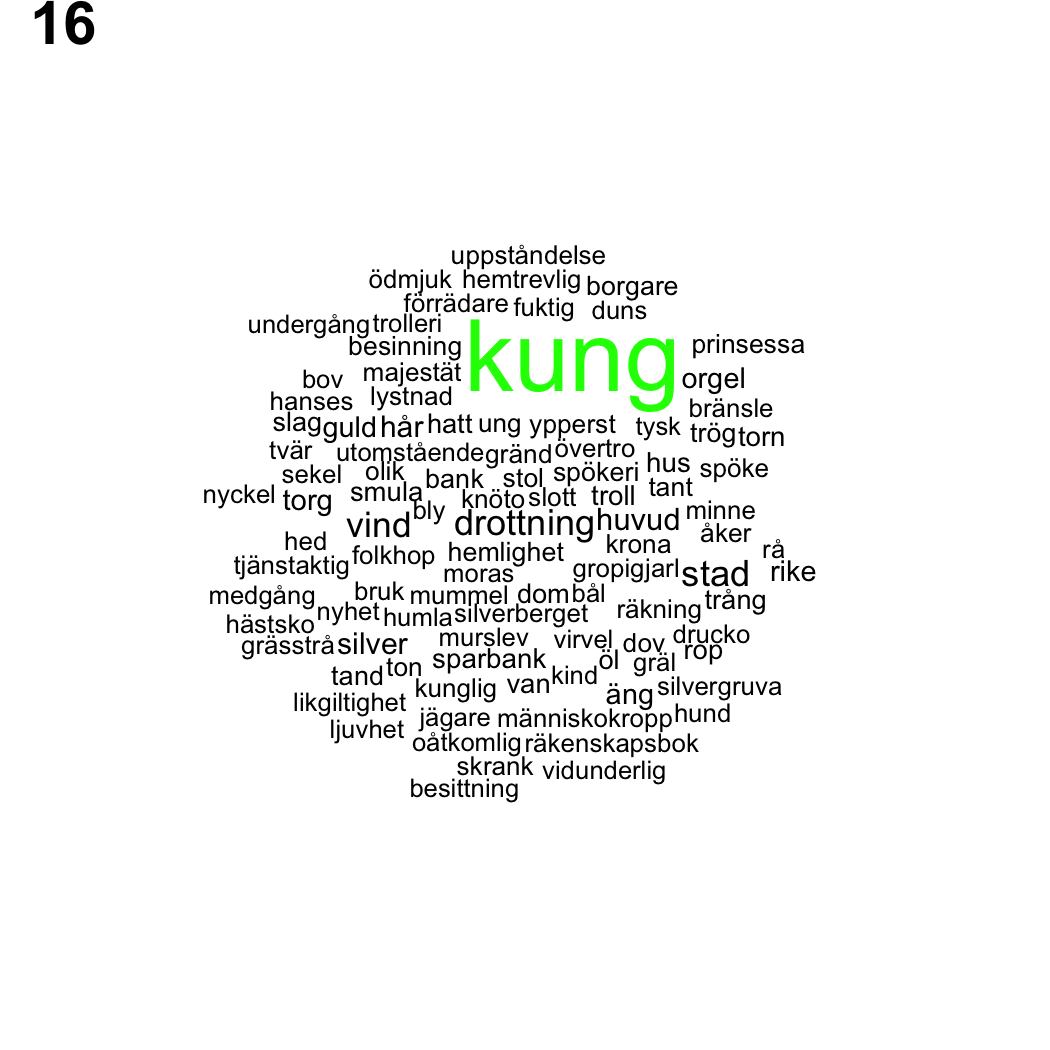 16
uppståndelse
ödmjuk hemtrevlig borgare
förrädare fuktig duns
undergång trolleri
besinning kung prinsessa
bov majestät orgel
hanses lystnad bränsle
slag guld hår hatt ung ypperst tysk trög torn
tvär utomstående gränd övertro
sekel olik bank stol spökeri hus spöke
nyckel torg smula knöto slott troll tant
vind bly drottning huvud minne
hed krona åker rå
tjänstaktig folkhop hemlighet
moras gropigjarl stad rike
medgång bruk mummel dom bål trång
hästsko nyhet humla silverberget räkning
grässtrå silver murslev virvel dov drucko
tand ton sparbank öl gräl rop
likgiltighet kunglig van kind äng silvergruva
ljuvhet jägare människokropp hund
oåtkomlig räkenskapsbok
skrank vidunderlig
besittning